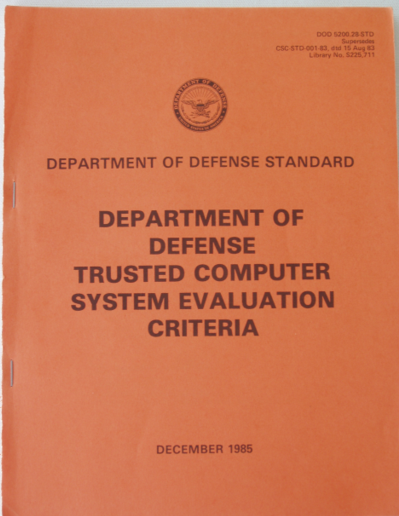 DOD 5200.28-STD
Supersedes
CSC-STD-001-83, dtd 15 Aug 83
Library No. S225,711
DEPARTMENT OF DEFENSE
DEPARTMENT OF DEFENSE STANDARD
DEPARTMENT OF
DEFENSE
TRUSTED COMPUTER
SYSTEM EVALUATION
CRITERIA
DECEMBER 1985